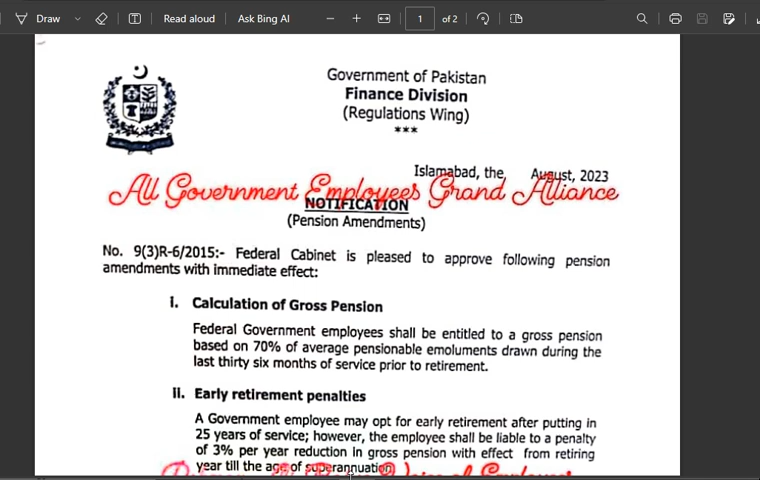 Draw
Read aloud
Ask Bing AI
1
of 2
Government of Pakistan
Finance Division
(Regulations Wing)
***
Islamabad, the August, 2023
All Government Employees Grand Alliance
NOTIFICATION
(Pension Amendments)
No. 9(3)R-6/2015:- Federal Cabinet is pleased to approve following pension
amendments with immediate effect:
i. Calculation of Gross Pension
Federal Government employees shall be entitled to a gross pension
based on 70% of average pensionable emoluments drawn during the
last thirty six months of service prior to retirement.
ii. Early retirement penalties
A Government employee may opt for early retirement after putting in
25 years of service; however, the employee shall be liable to a penalty
of 3% per year reduction in gross pension with effect from retiring
year till the age of superannuation
Voice of Employees